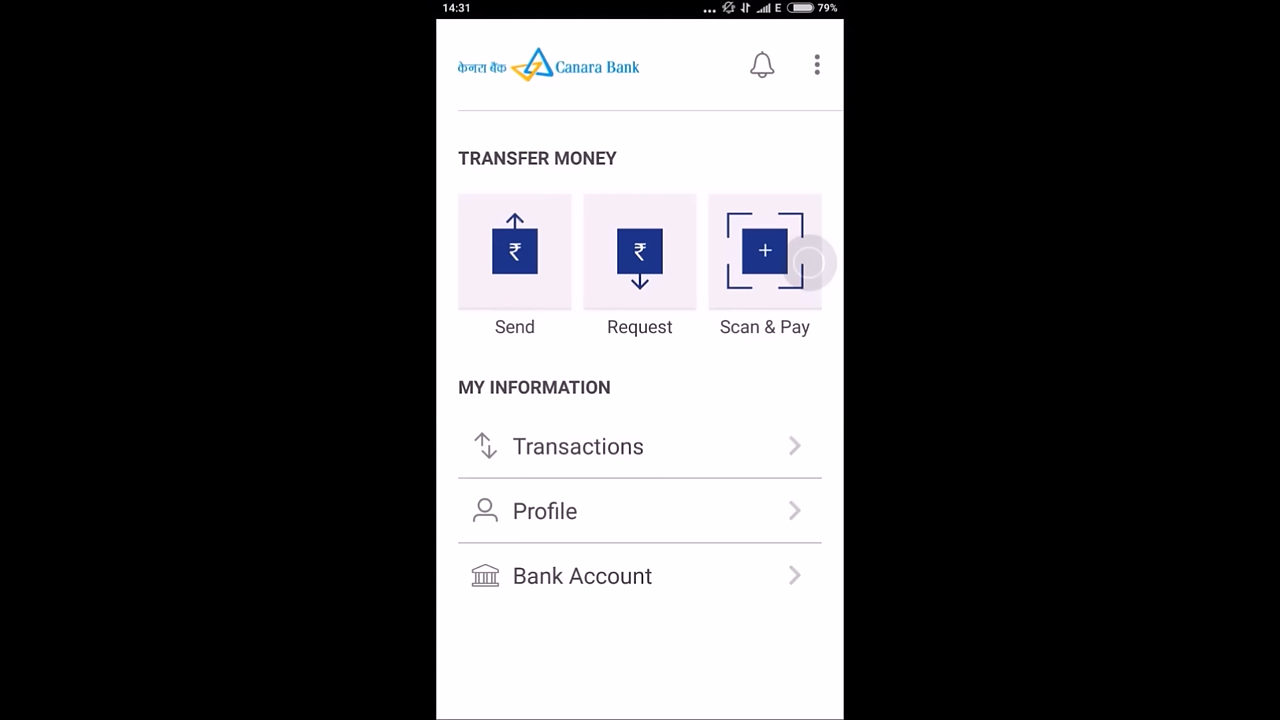 14:31 ... E 79%
केनरा बैंक Canara Bank
TRANSFER MONEY
₹ ₹ +
Send Request Scan & Pay
MY INFORMATION
Transactions
Profile
Bank Account